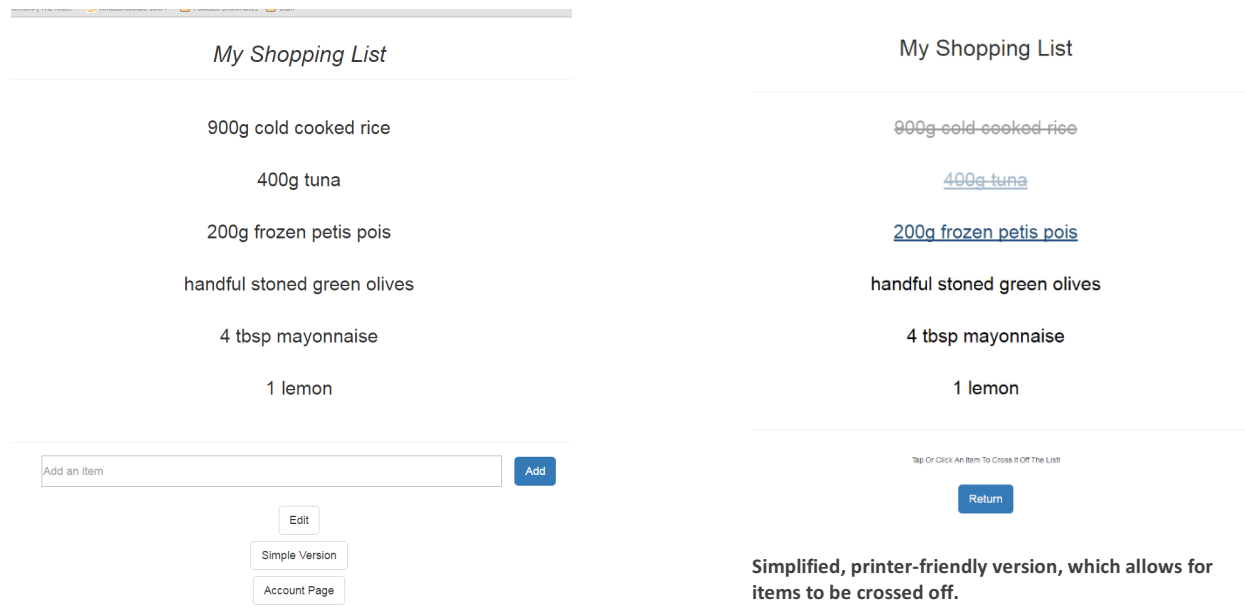 My Shopping List
900g cold cooked rice
400g tuna
200g frozen petis pois
handful stoned green olives
4 tbsp mayonnaise
1 lemon
Add an item
Add
Edit
Simple Version
Account Page
My Shopping List
900g cold cooked rice
400g tuna
200g frozen petis pois
handful stoned green olives
4 tbsp mayonnaise
1 lemon
Tap Or Click An Item To Cross It Off The List!
Return
Simplified, printer-friendly version, which allows for
items to be crossed off.